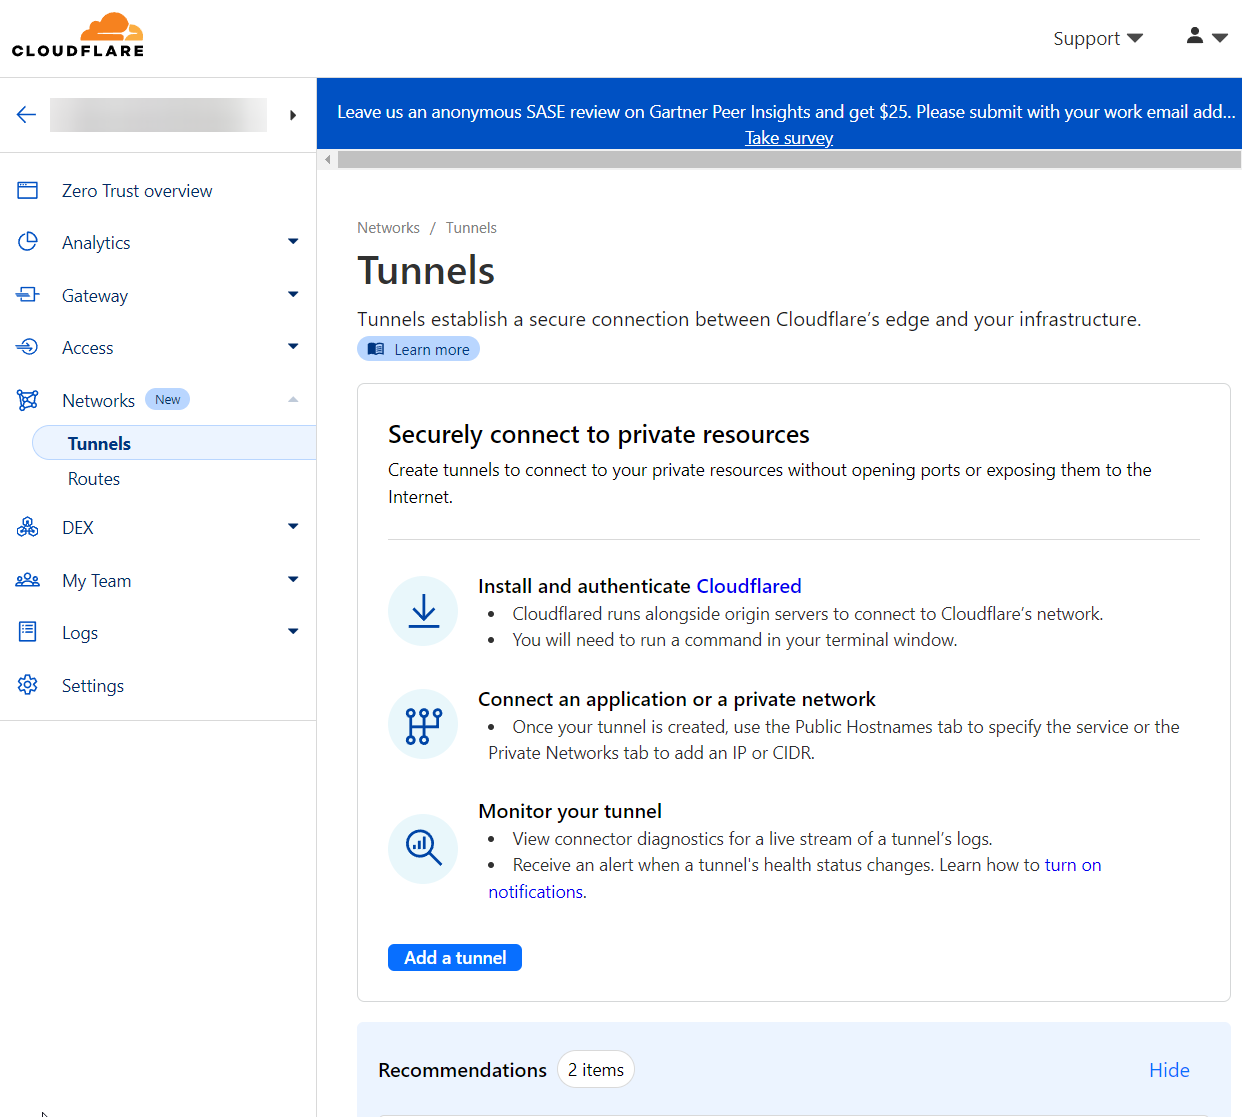 CLOUDFLARE
Support
Leave us an anonymous SASE review on Gartner Peer Insights and get $25. Please submit with your work email add...
Take survey
Zero Trust overview
Analytics
Gateway
Access
Networks New
Tunnels
Routes
DEX
My Team
Logs
Settings
Networks / Tunnels
Tunnels
Tunnels establish a secure connection between Cloudflare’s edge and your infrastructure.
Learn more
Securely connect to private resources
Create tunnels to connect to your private resources without opening ports or exposing them to the
Internet.
Install and authenticate Cloudflared
• Cloudflared runs alongside origin servers to connect to Cloudflare’s network.
• You will need to run a command in your terminal window.
Connect an application or a private network
• Once your tunnel is created, use the Public Hostnames tab to specify the service or the
Private Networks tab to add an IP or CIDR.
Monitor your tunnel
• View connector diagnostics for a live stream of a tunnel’s logs.
• Receive an alert when a tunnel's health status changes. Learn how to turn on
notifications.
Add a tunnel
Recommendations 2 items
Hide